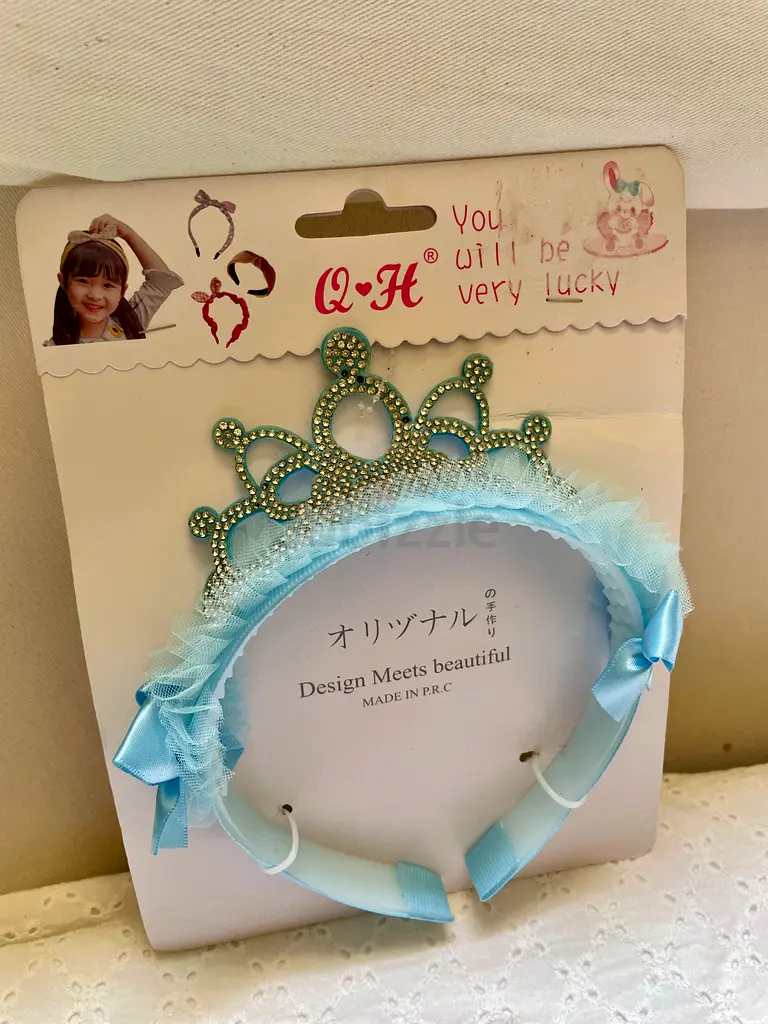 You
will be
very lucky
Q♥H®
オリヅナル
の手作り
Design Meets beautiful
MADE IN P.R.C